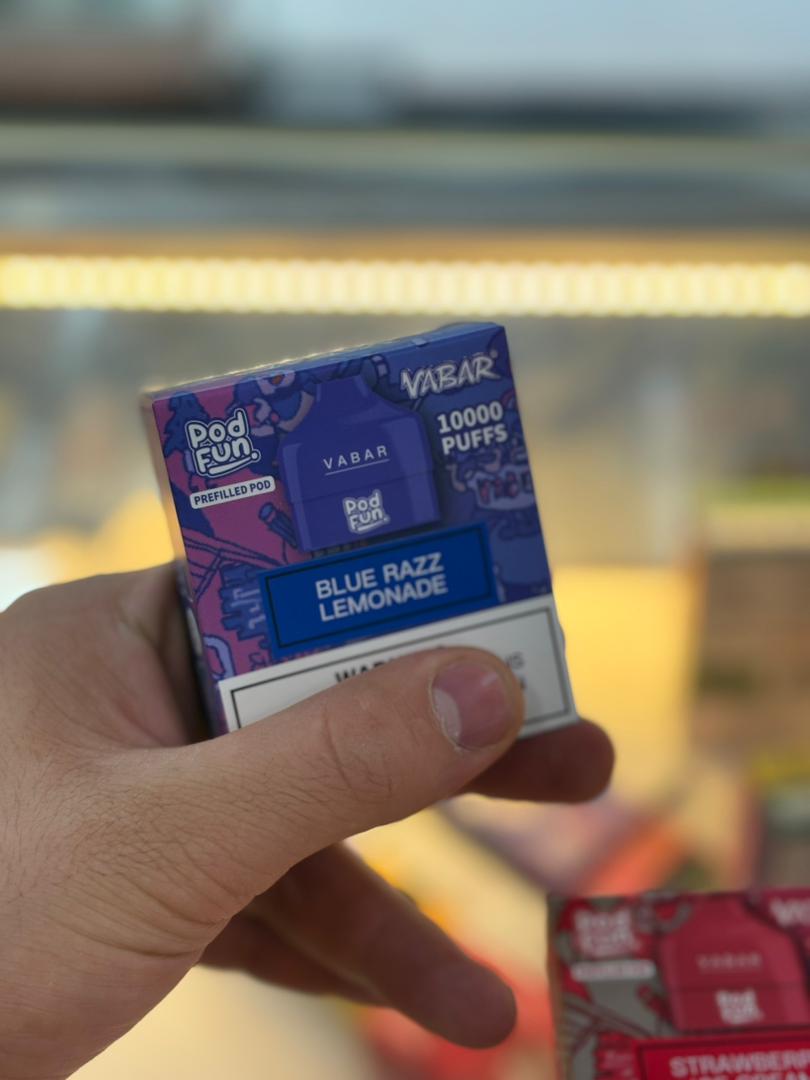 VABAR
10000
PUFFS
Pod
Fun.
PREFILLED POD
VABAR
Pod
Fun.
BLUE RAZZ
LEMONADE
Pod
Fun.
VABAR
Pod
Fun.